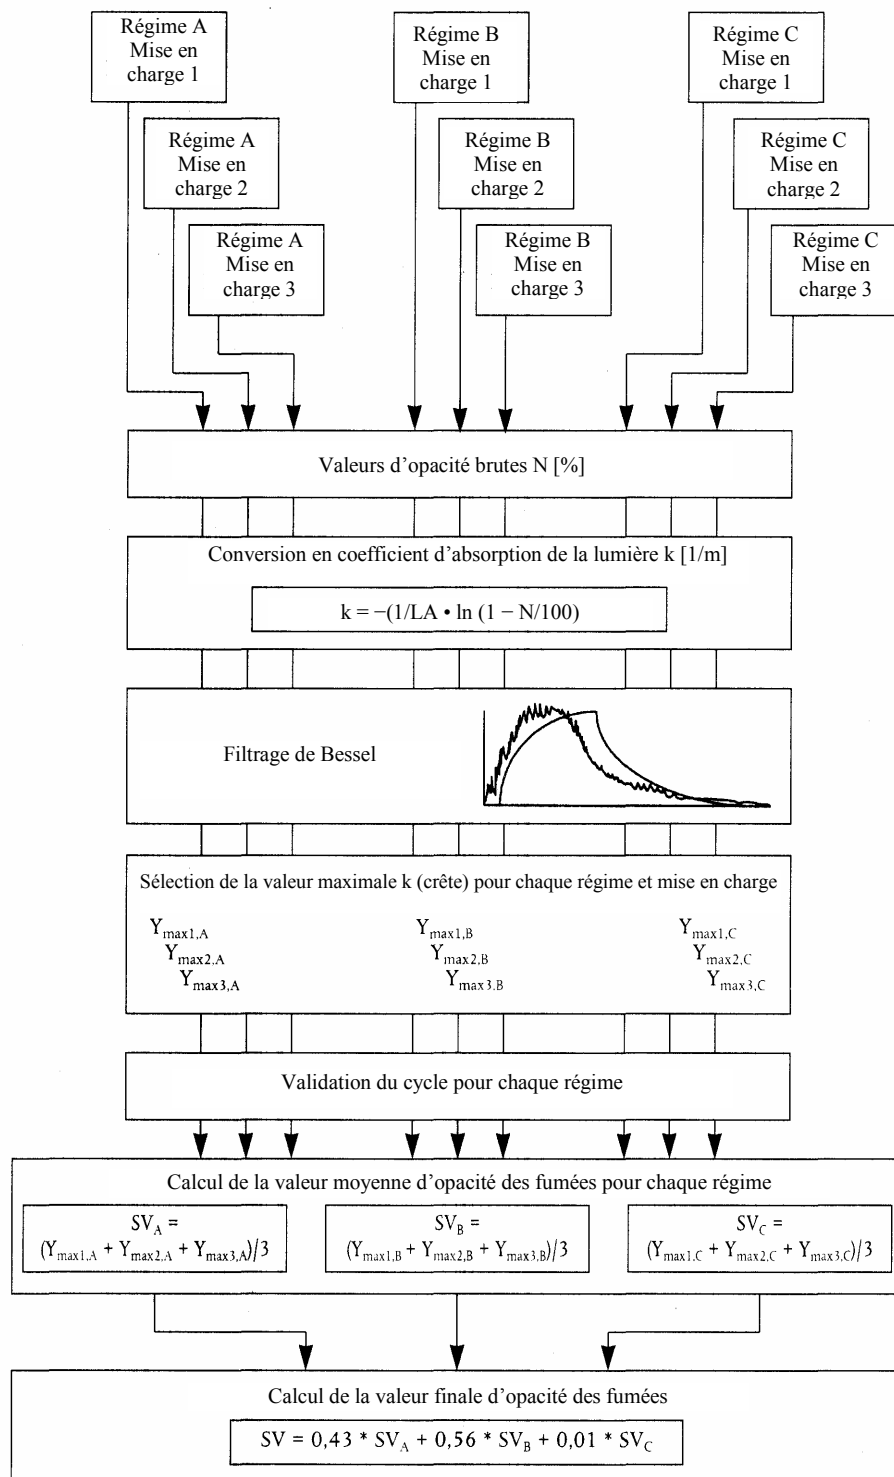 Régime A
Mise en
charge 1
Régime B
Mise en
charge 1
Régime C
Mise en
charge 1
Régime A
Mise en
charge 2
Régime B
Mise en
charge 2
Régime C
Mise en
charge 2
Régime A
Mise en
charge 3
Régime B
Mise en
charge 3
Régime C
Mise en
charge 3
Valeurs d’opacité brutes N [%]
Conversion en coefficient d’absorption de la lumière k [1/m]
k = −(1/LA • ln (1 − N/100)
Filtrage de Bessel
Sélection de la valeur maximale k (crête) pour chaque régime et mise en charge
Ymax1,A
Ymax2,A
Ymax3,A
Ymax1,B
Ymax2,B
Ymax3,B
Ymax1,C
Ymax2,C
Ymax3,C
Validation du cycle pour chaque régime
Calcul de la valeur moyenne d’opacité des fumées pour chaque régime
SVA =
(Ymax1,A + Ymax2,A + Ymax3,A)/3
SVB =
(Ymax1,B + Ymax2,B + Ymax3,B)/3
SVC =
(Ymax1,C + Ymax2,C + Ymax3,C)/3
Calcul de la valeur finale d’opacité des fumées
SV = 0,43 * SVA + 0,56 * SVB + 0,01 * SVC